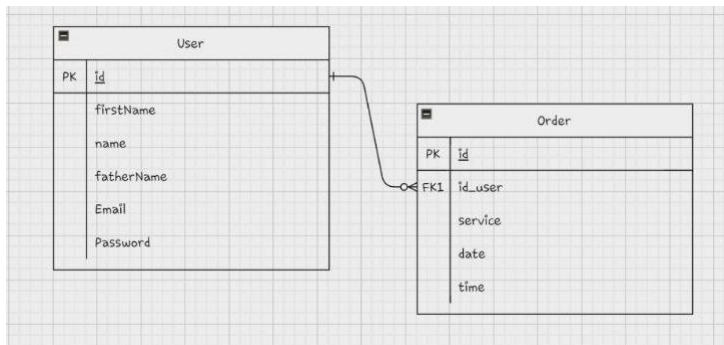 User
PK id
firstName
name
fatherName
Email
Password
Order
PK id
FK1 id_user
service
date
time